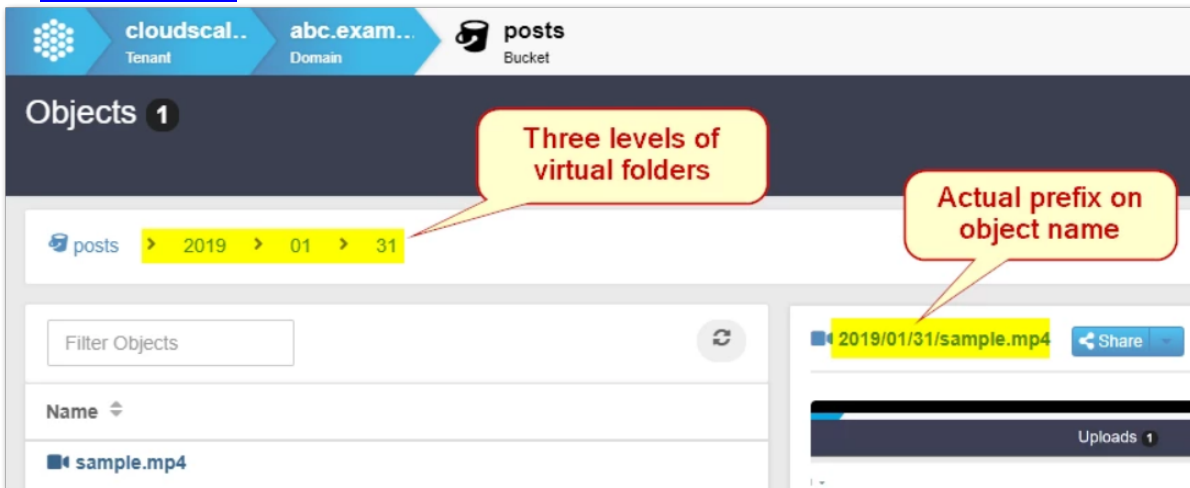 cloudscal..
Tenant
abc.exam...
Domain
posts
Bucket
Objects 1
Three levels of
virtual folders
Actual prefix on
object name
posts > 2019 > 01 > 31
Filter Objects
2019/01/31/sample.mp4 Share
Name
Uploads 1
sample.mp4